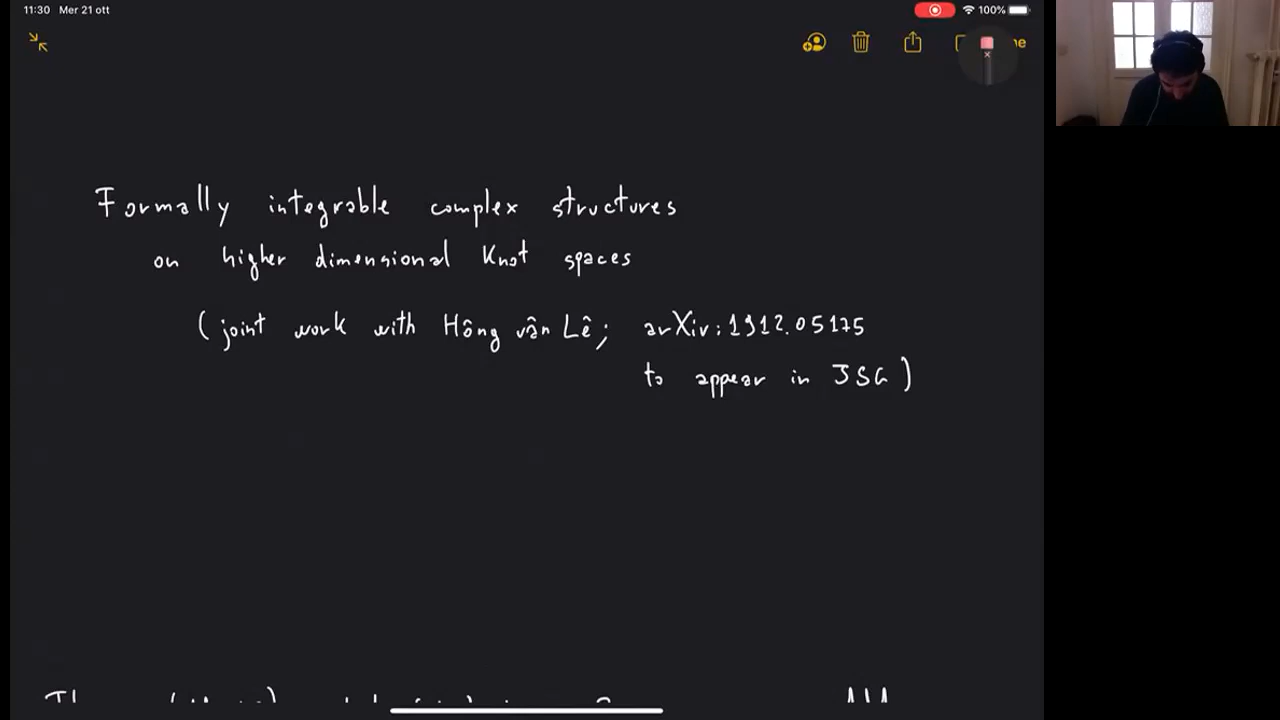 11:30 Mer 21 ott
100%
Formally integrable complex structures
on higher dimensional knot spaces
(joint work with Hông vân Lê; arXiv:1912.05175
to appear in JSG)